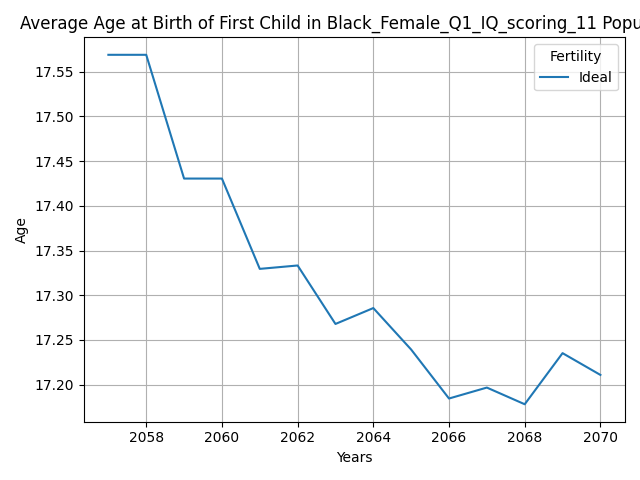 Average Age at Birth of First Child in Black_Female_Q1_IQ_scoring_11 Popu
Fertility
Ideal
17.55
17.50
17.45
17.40
17.35
17.30
17.25
17.20
Age
2058 2060 2062 2064 2066 2068 2070
Years